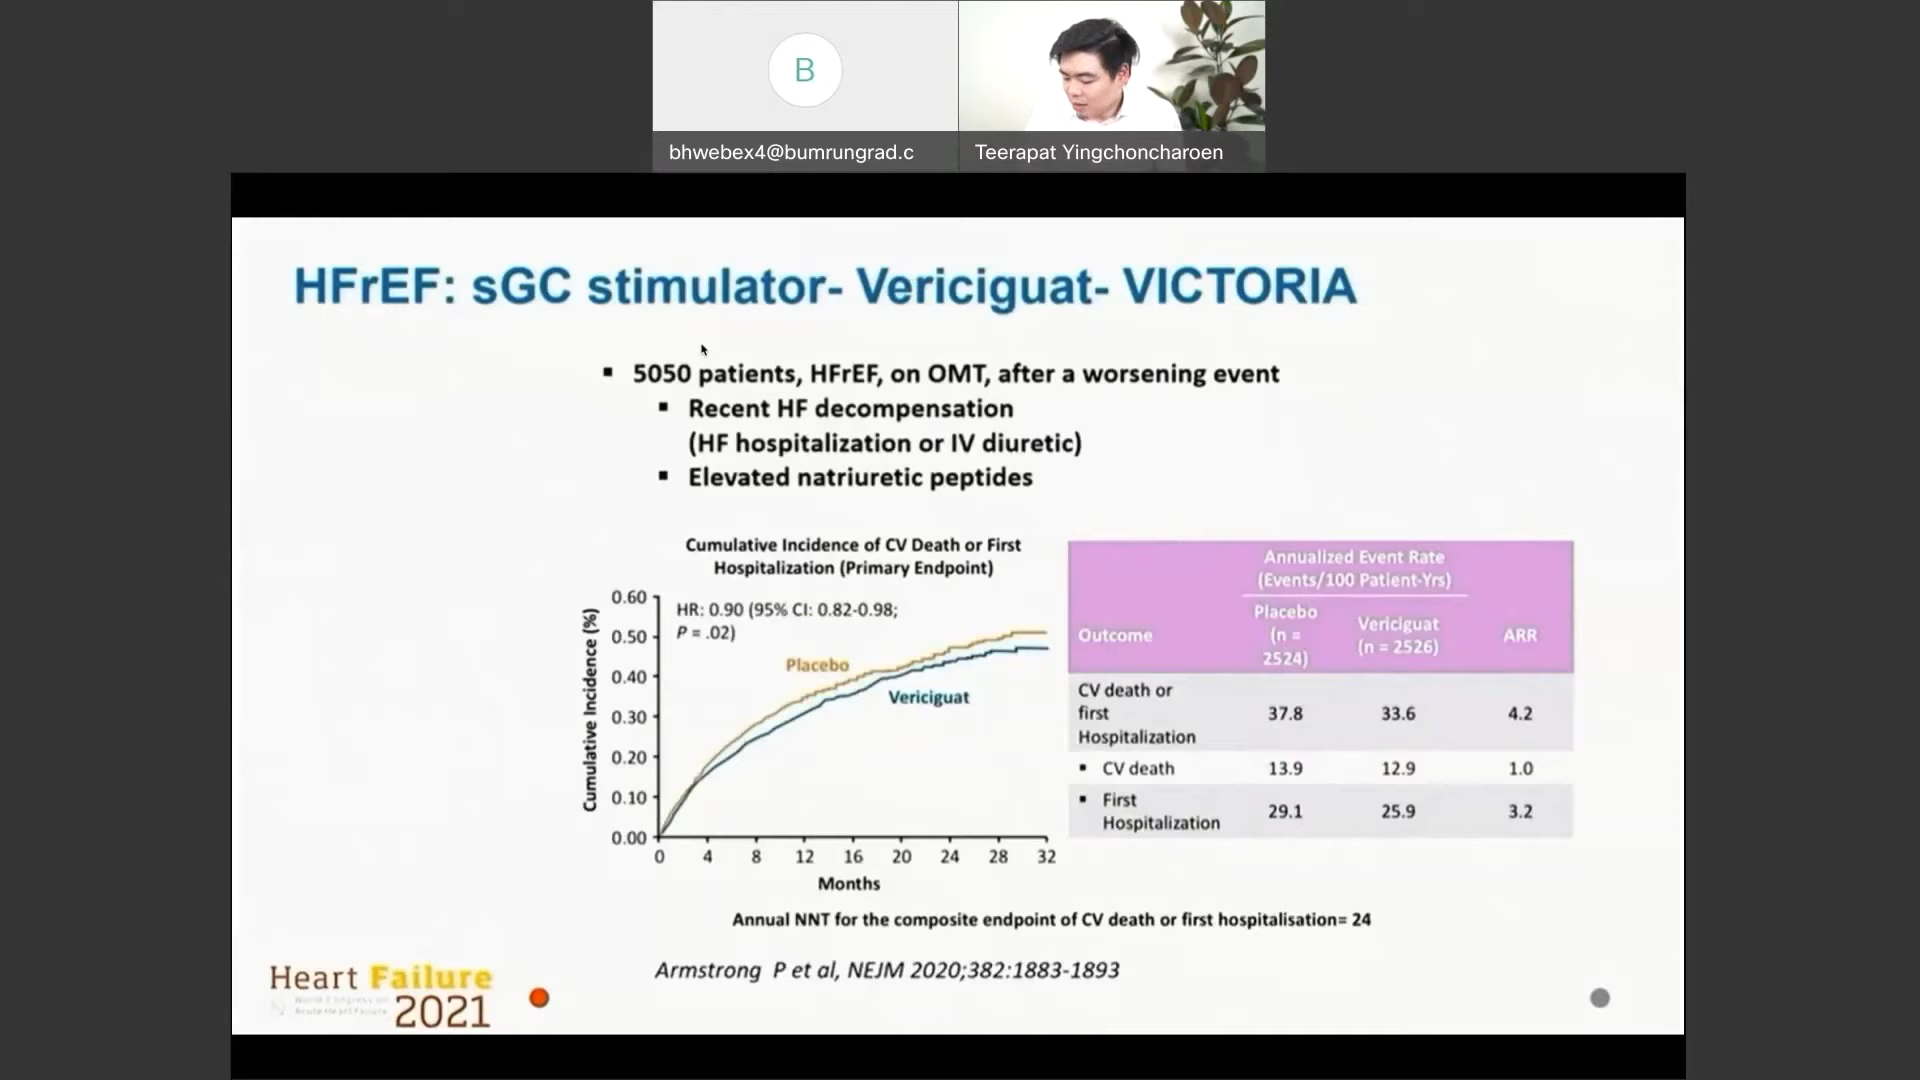 B
bhwebex4@bumrungrad.c
Teerapat Yingchoncharoen
HFrEF: sGC stimulator- Vericiguat- VICTORIA
▪ 5050 patients, HFrEF, on OMT, after a worsening event
▪ Recent HF decompensation
(HF hospitalization or IV diuretic)
▪ Elevated natriuretic peptides
Cumulative Incidence of CV Death or First
Hospitalization (Primary Endpoint)
HR: 0.90 (95% CI: 0.82-0.98;
P = .02)
Cumulative Incidence (%)
0.60
0.50
0.40
0.30
0.20
0.10
0.00
Placebo
Vericiguat
0 4 8 12 16 20 24 28 32
Months
Annualized Event Rate
(Events/100 Patient-Yrs)
Outcome
Placebo
(n =
2524)
Vericiguat
(n = 2526)
ARR
CV death or
first
Hospitalization
37.8 33.6 4.2
▪ CV death 13.9 12.9 1.0
▪ First
Hospitalization
29.1 25.9 3.2
Annual NNT for the composite endpoint of CV death or first hospitalisation= 24
Armstrong P et al, NEJM 2020;382:1883-1893
Heart Failure
World Congress on
Acute Heart Failure
2021